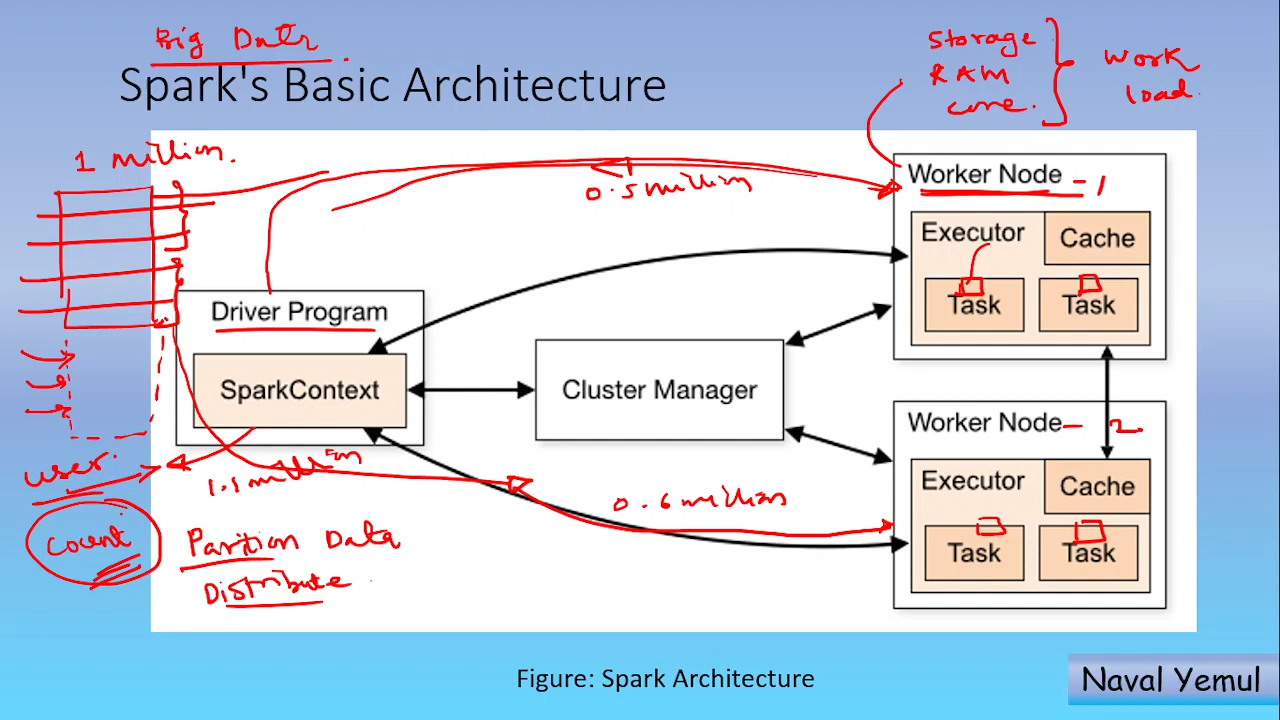 Big Data
Spark's Basic Architecture
Storage
RAM
core.
Work
load.
1 million.
0.5 million
Worker Node - 1
Executor
Cache
Task
Task
Driver Program
SparkContext
Cluster Manager
Worker Node - 2
Executor
Cache
Task
Task
user.
1.1 million
0.6 million
count
Parition Data
Distribute
Figure: Spark Architecture
Naval Yemul